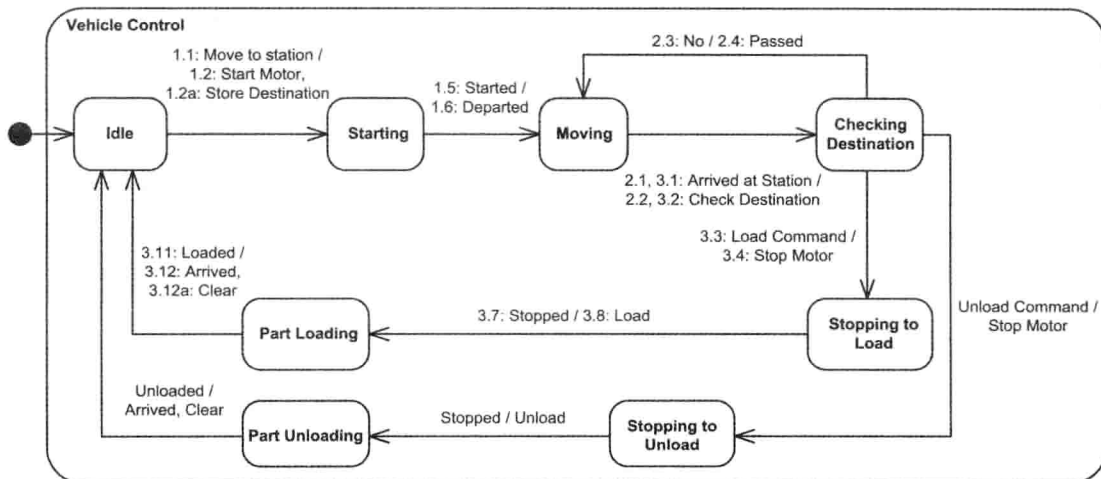 Vehicle Control
1.1: Move to station /
1.2: Start Motor,
1.2a: Store Destination
2.3: No / 2.4: Passed
1.5: Started /
1.6: Departed
Idle
Starting
Moving
Checking
Destination
2.1, 3.1: Arrived at Station /
2.2, 3.2: Check Destination
3.3: Load Command /
3.4: Stop Motor
3.11: Loaded /
3.12: Arrived,
3.12a: Clear
Part Loading
3.7: Stopped / 3.8: Load
Stopping to
Load
Unload Command /
Stop Motor
Unloaded /
Arrived, Clear
Part Unloading
Stopped / Unload
Stopping to
Unload